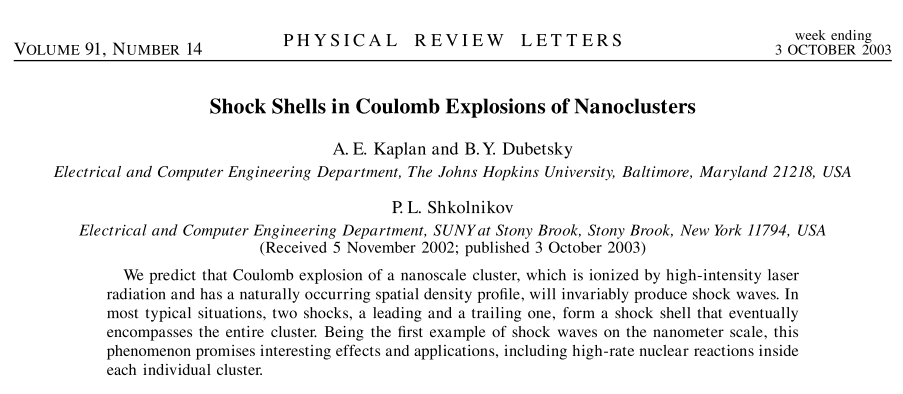 VOLUME 91, NUMBER 14
PHYSICAL REVIEW LETTERS
week ending
3 OCTOBER 2003
Shock Shells in Coulomb Explosions of Nanoclusters
A. E. Kaplan and B. Y. Dubetsky
Electrical and Computer Engineering Department, The Johns Hopkins University, Baltimore, Maryland 21218, USA
P. L. Shkolnikov
Electrical and Computer Engineering Department, SUNY at Stony Brook, Stony Brook, New York 11794, USA
(Received 5 November 2002; published 3 October 2003)
We predict that Coulomb explosion of a nanoscale cluster, which is ionized by high-intensity laser
radiation and has a naturally occurring spatial density profile, will invariably produce shock waves. In
most typical situations, two shocks, a leading and a trailing one, form a shock shell that eventually
encompasses the entire cluster. Being the first example of shock waves on the nanometer scale, this
phenomenon promises interesting effects and applications, including high-rate nuclear reactions inside
each individual cluster.